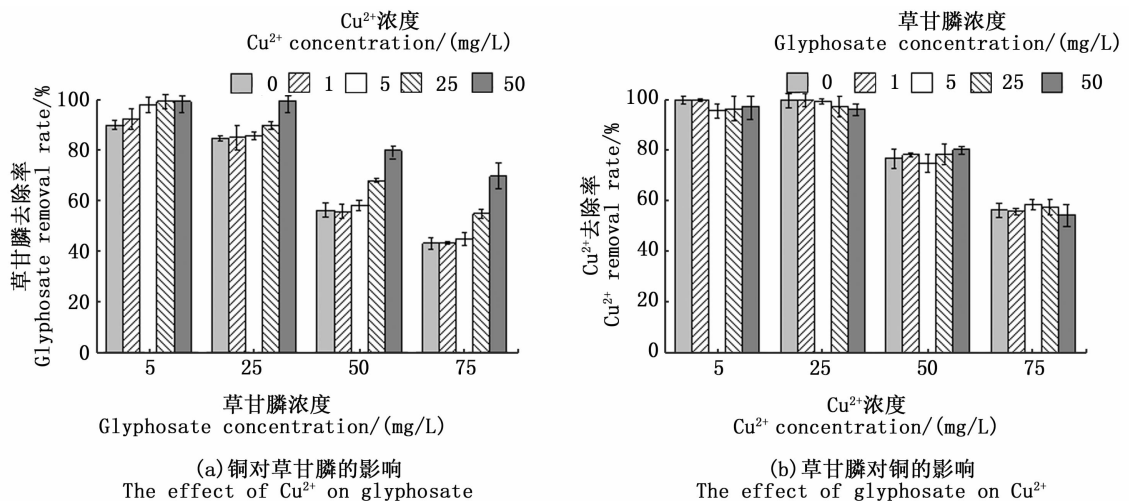 Cu²⁺浓度
Cu²⁺ concentration/(mg/L)
0 1 5 25 50
草甘膦去除率
Glyphosate removal rate/%
100
80
60
40
20
0
5 25 50 75
草甘膦浓度
Glyphosate concentration/(mg/L)
(a)铜对草甘膦的影响
The effect of Cu²⁺ on glyphosate
草甘膦浓度
Glyphosate concentration/(mg/L)
0 1 5 25 50
Cu²⁺去除率
Cu²⁺ removal rate/%
100
80
60
40
20
0
5 25 50 75
Cu²⁺浓度
Cu²⁺ concentration/(mg/L)
(b)草甘膦对铜的影响
The effect of glyphosate on Cu²⁺